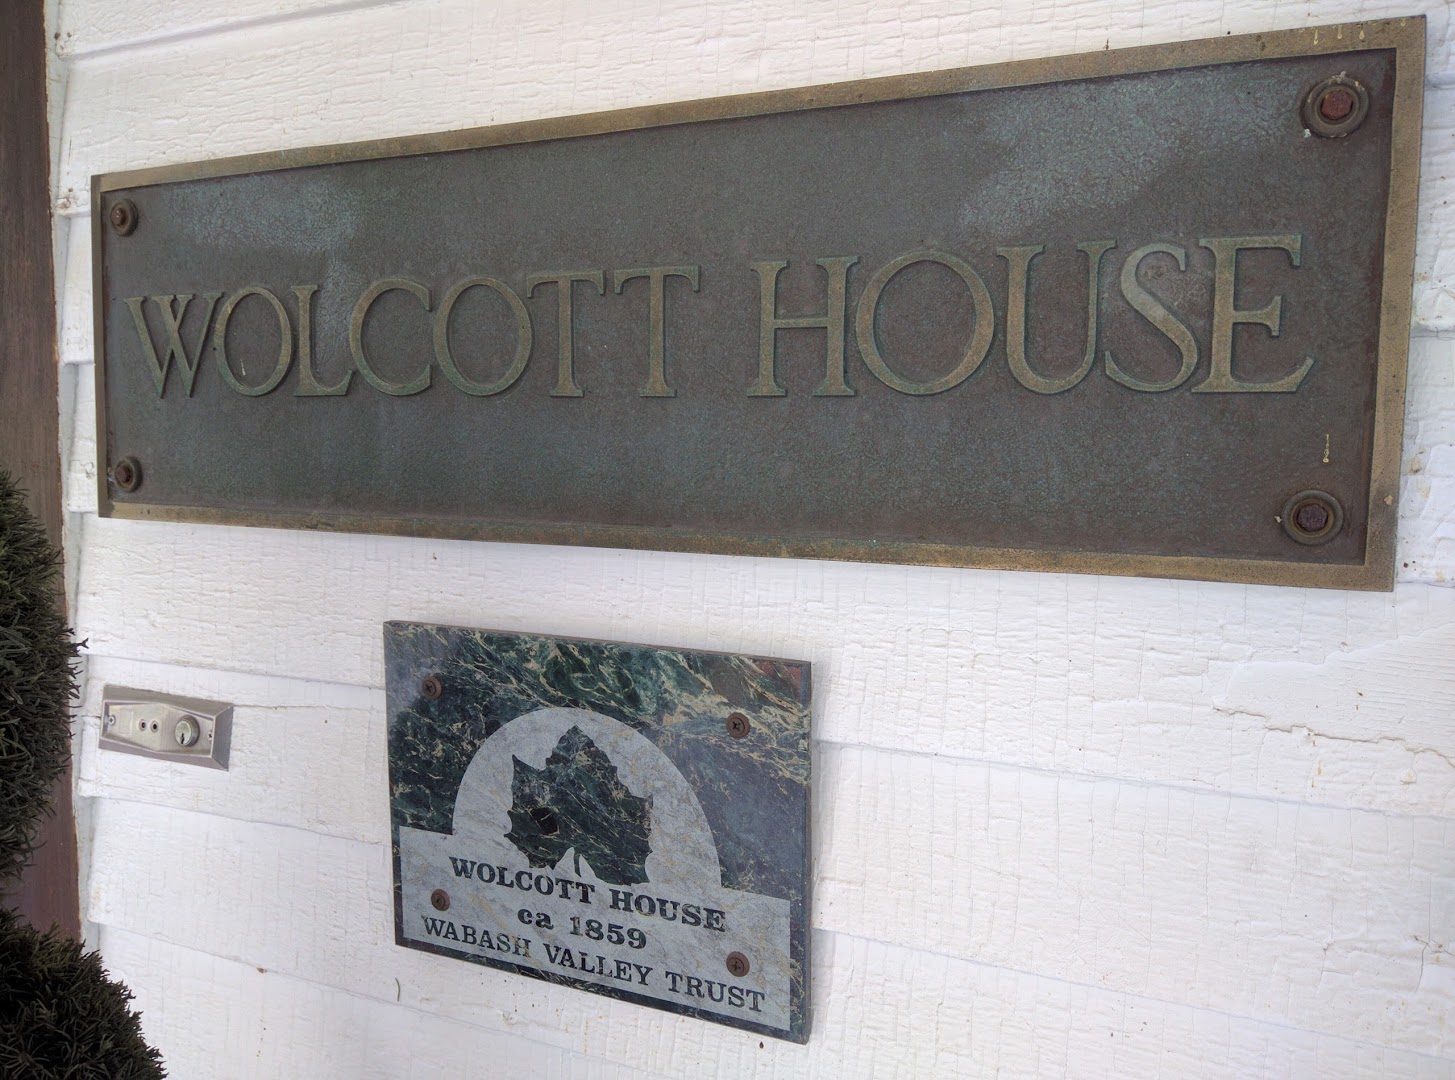 WOLCOTT HOUSE
WOLCOTT HOUSE
ca 1859
WABASH VALLEY TRUST